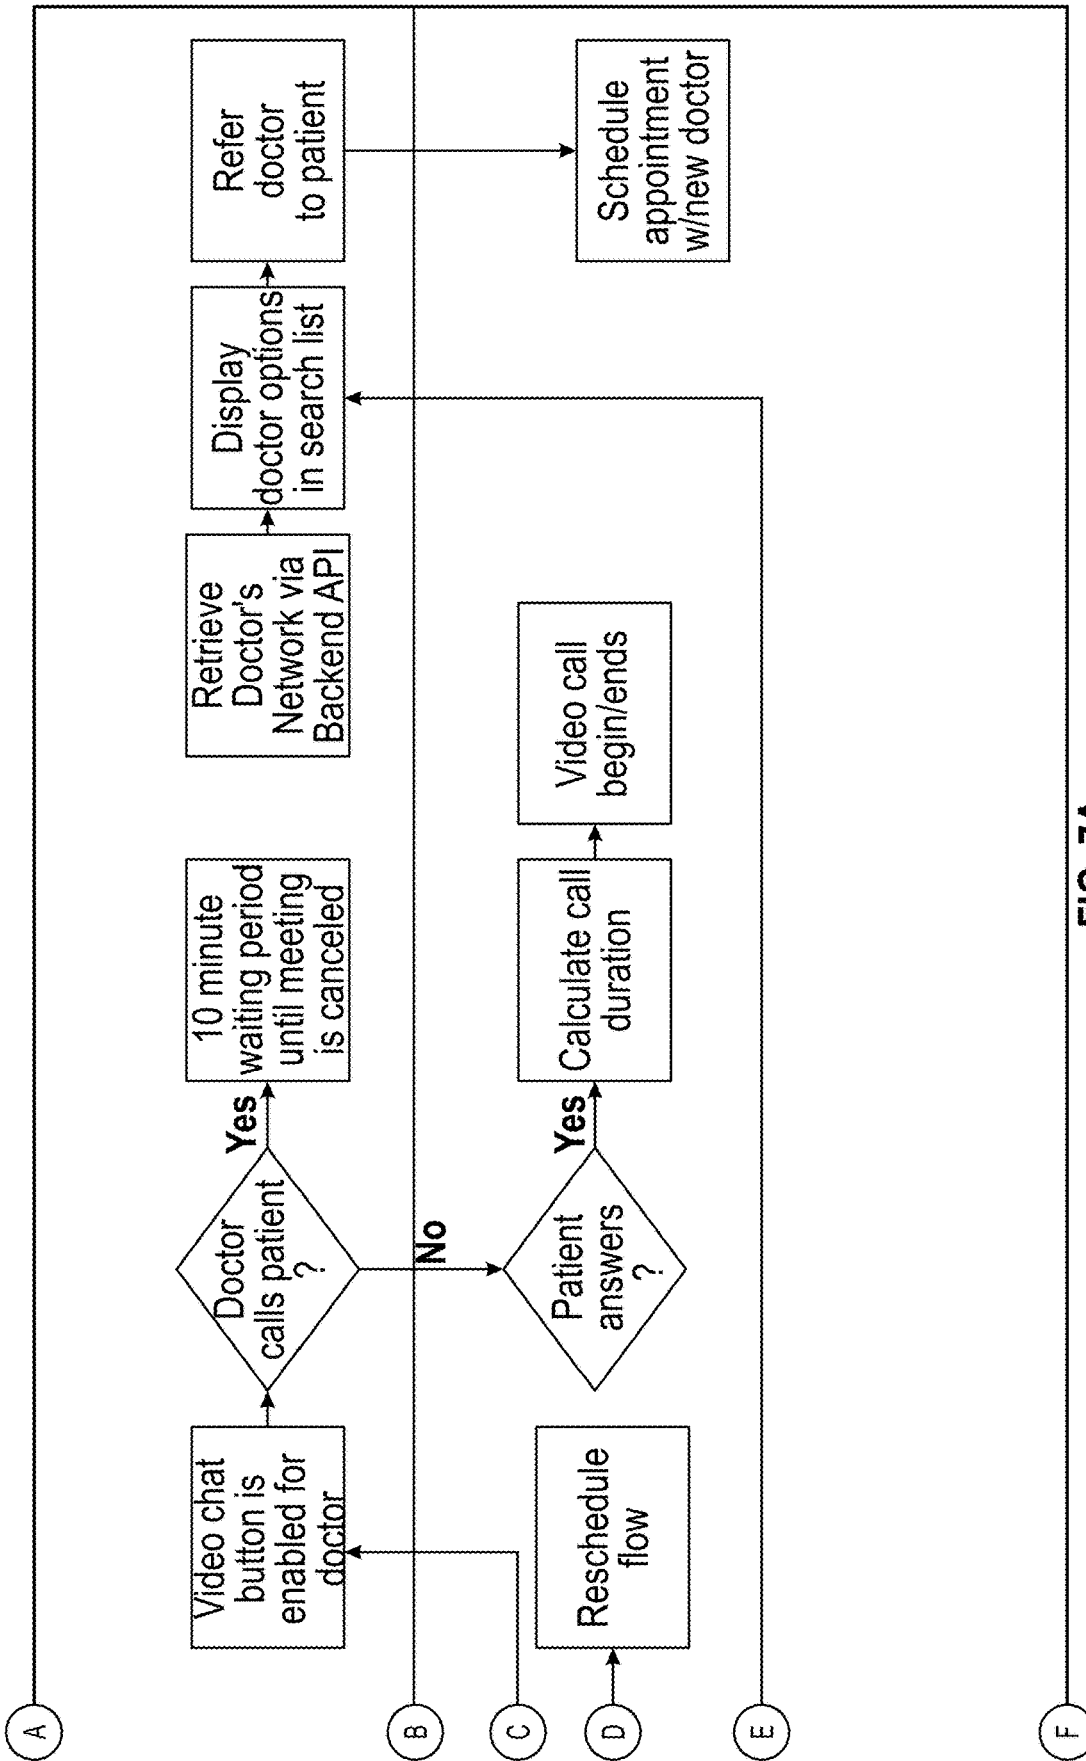 A
Video chat
button is
enabled for
doctor
Doctor
calls patient
?
Yes
10 minute
waiting period
until meeting
is canceled
Retrieve
Doctor's
Network via
Backend API
Display
doctor options
in search list
Refer
doctor
to patient
B
No
C
D
Reschedule
flow
Patient
answers
?
Yes
Calculate call
duration
Video call
begin/ends
Schedule
appointment
w/new doctor
E
F